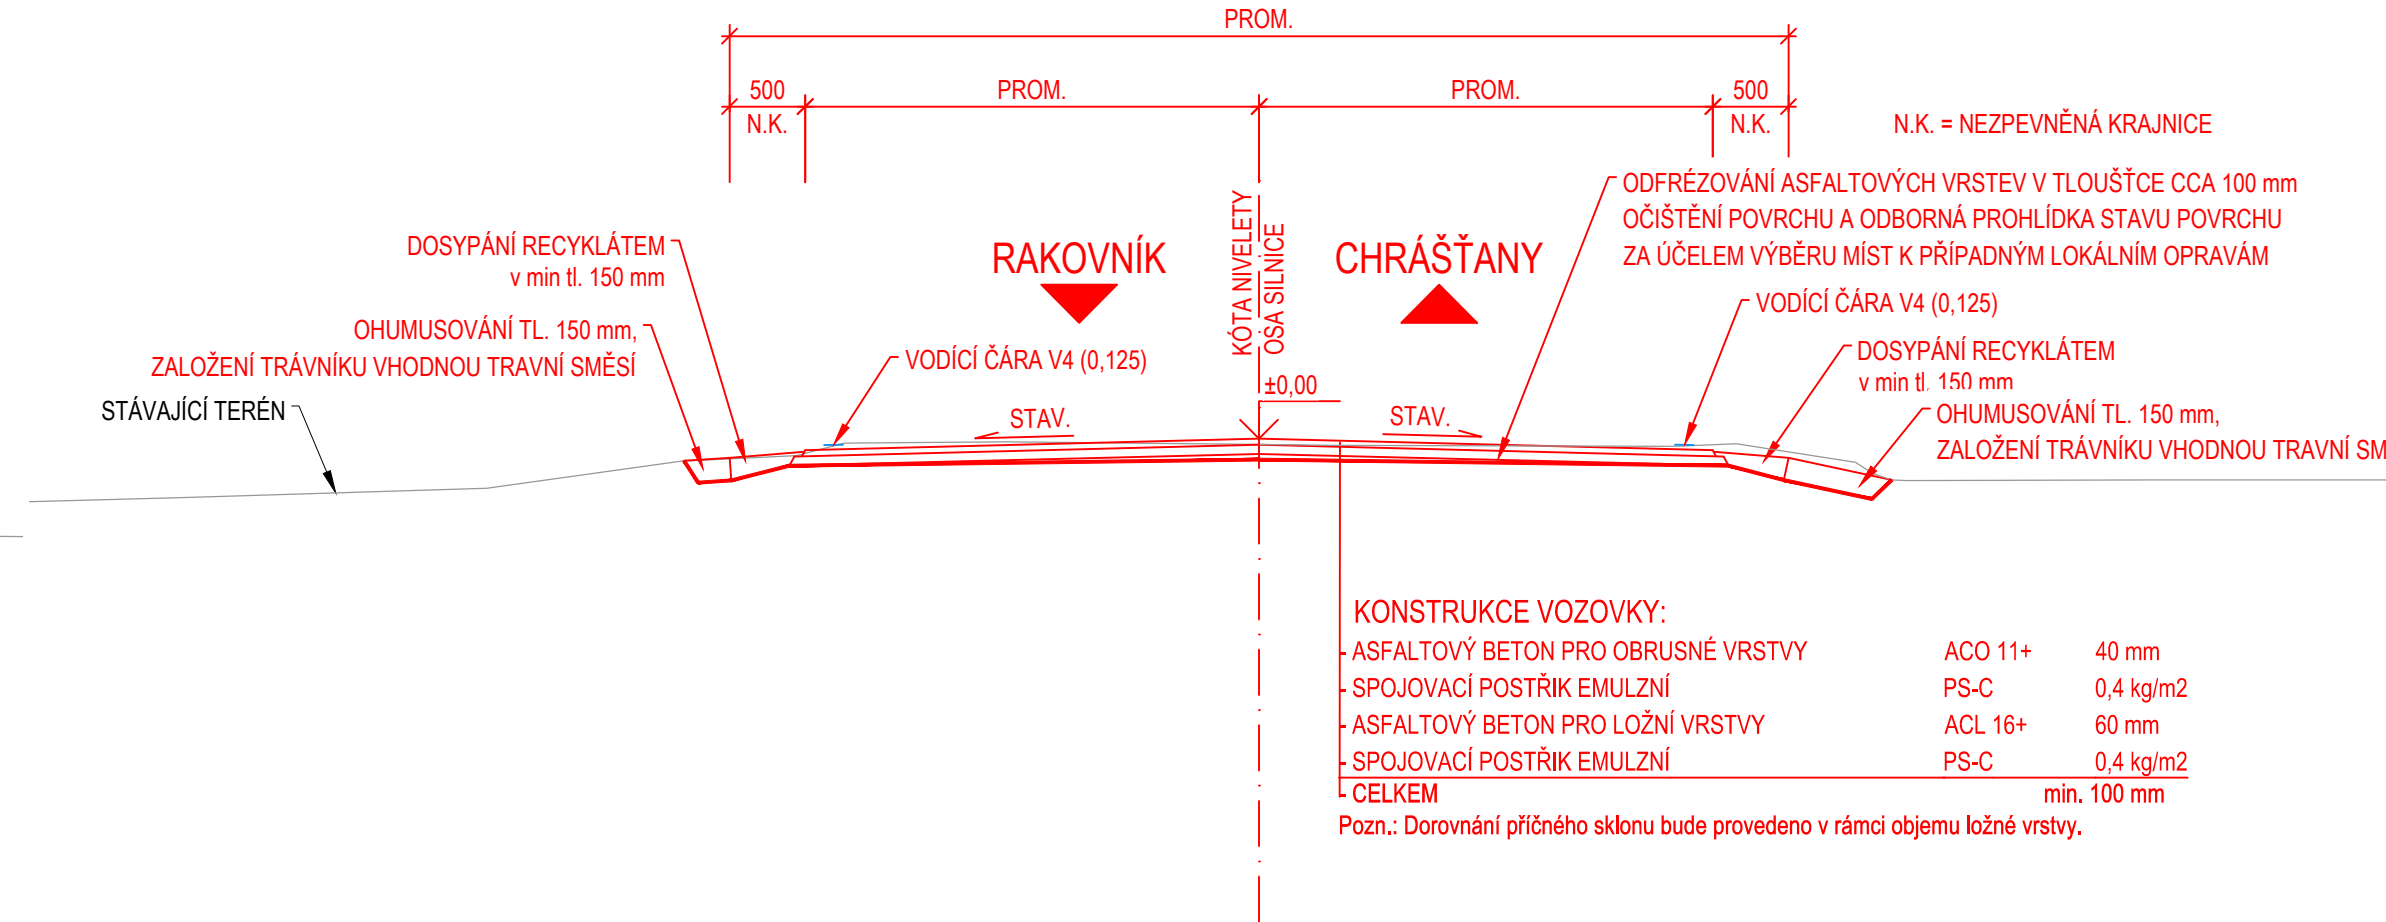 PROM.
500
PROM.
PROM.
500
N.K.
N.K.
N.K. = NEZPEVNĚNÁ KRAJNICE
ODFRÉZOVÁNÍ ASFALTOVÝCH VRSTEV V TLOUŠŤCE CCA 100 mm
OČIŠTĚNÍ POVRCHU A ODBORNÁ PROHLÍDKA STAVU POVRCHU
ZA ÚČELEM VÝBĚRU MÍST K PŘÍPADNÝM LOKÁLNÍM OPRAVÁM
DOSYPÁNÍ RECYKLÁTEM
v min tl. 150 mm
RAKOVNÍK
KÓTA NIVELETY
OSA SILNICE
CHRÁŠŤANY
VODÍCÍ ČÁRA V4 (0,125)
OHUMUSOVÁNÍ TL. 150 mm,
ZALOŽENÍ TRÁVNÍKU VHODNOU TRAVNÍ SMĚSÍ
VODÍCÍ ČÁRA V4 (0,125)
DOSYPÁNÍ RECYKLÁTEM
v min tl. 150 mm
±0,00
STÁVAJÍCÍ TERÉN
STAV.
STAV.
OHUMUSOVÁNÍ TL. 150 mm,
ZALOŽENÍ TRÁVNÍKU VHODNOU TRAVNÍ SM
KONSTRUKCE VOZOVKY:
- ASFALTOVÝ BETON PRO OBRUSNÉ VRSTVY ACO 11+ 40 mm
- SPOJOVACÍ POSTŘIK EMULZNÍ PS-C 0,4 kg/m2
- ASFALTOVÝ BETON PRO LOŽNÍ VRSTVY ACL 16+ 60 mm
- SPOJOVACÍ POSTŘIK EMULZNÍ PS-C 0,4 kg/m2
- CELKEM min. 100 mm
Pozn.: Dorovnání příčného sklonu bude provedeno v rámci objemu ložné vrstvy.